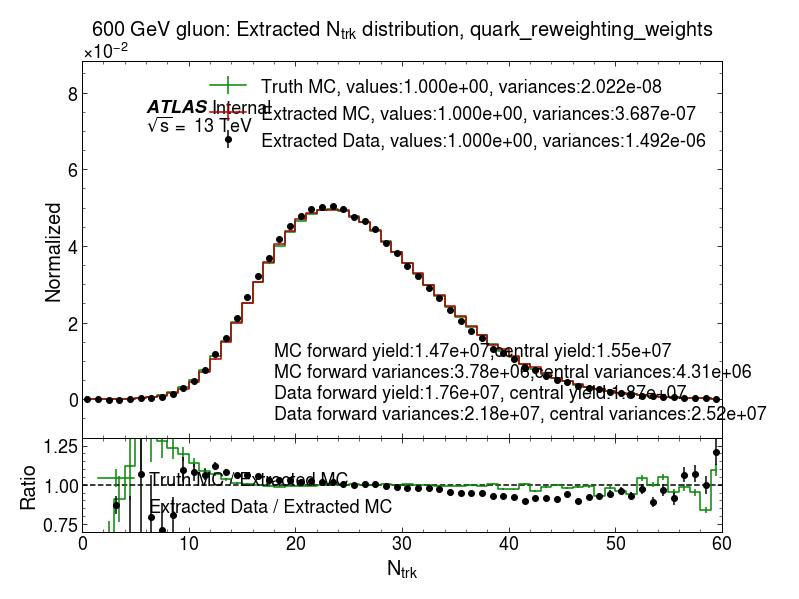 600 GeV gluon: Extracted Ntrk distribution, quark_reweighting_weights
×10−2
Truth MC, values:1.000e+00, variances:2.022e-08
ATLAS Internal
Extracted MC, values:1.000e+00, variances:3.687e-07
√s = 13 TeV
Extracted Data, values:1.000e+00, variances:1.492e-06
8
6
4
2
0
Normalized
MC forward yield:1.47e+07,central yield:1.55e+07
MC forward variances:3.78e+06,central variances:4.31e+06
Data forward yield:1.76e+07, central yield:1.87e+07
Data forward variances:2.18e+07, central variances:2.52e+07
1.25
1.00
0.75
Ratio
Truth MC / Extracted MC
Extracted Data / Extracted MC
0 10 20 30 40 50 60
Ntrk